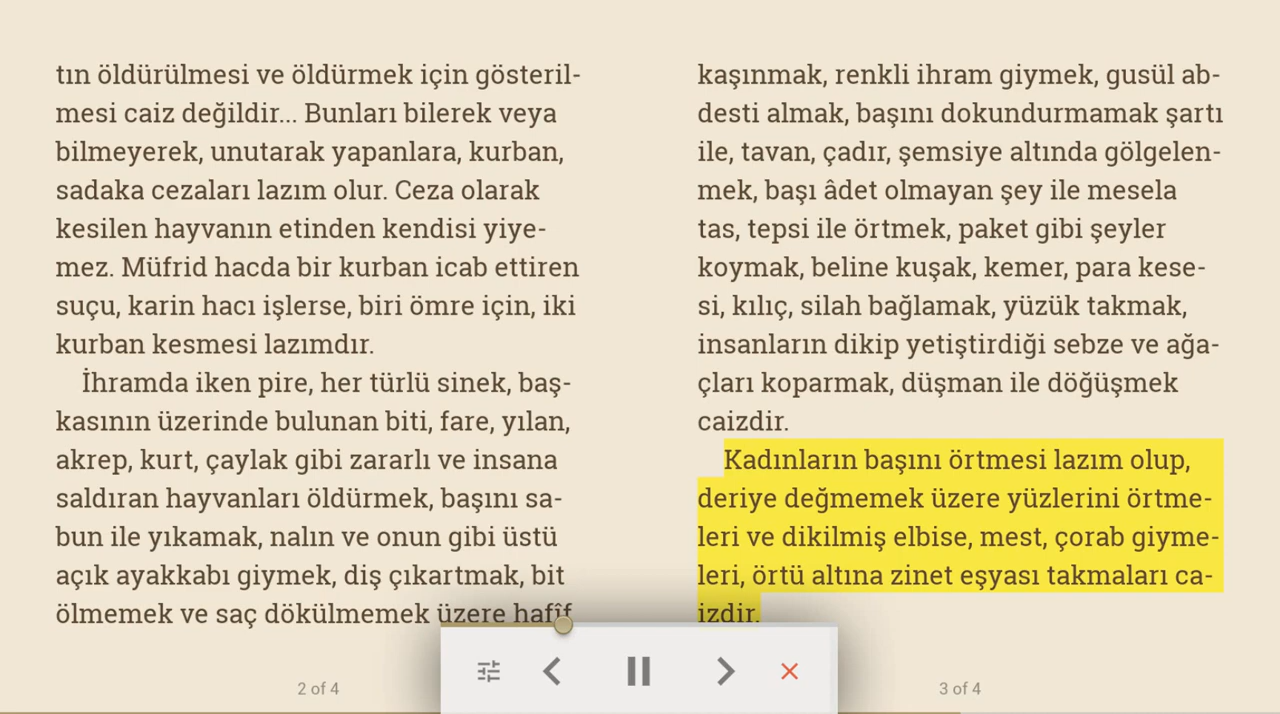 tın öldürülmesi ve öldürmek için gösteril-
mesi caiz değildir... Bunları bilerek veya
bilmeyerek, unutarak yapanlara, kurban,
sadaka cezaları lazım olur. Ceza olarak
kesilen hayvanın etinden kendisi yiye-
mez. Müfrid hacda bir kurban icab ettiren
suçu, karin hacı işlerse, biri ömre için, iki
kurban kesmesi lazımdır.
İhramda iken pire, her türlü sinek, baş-
kasının üzerinde bulunan biti, fare, yılan,
akrep, kurt, çaylak gibi zararlı ve insana
saldıran hayvanları öldürmek, başını sa-
bun ile yıkamak, nalın ve onun gibi üstü
açık ayakkabı giymek, diş çıkartmak, bit
ölmemek ve saç dökülmemek üzere hafîf
2 of 4
kaşınmak, renkli ihram giymek, gusül ab-
desti almak, başını dokundurmamak şartı
ile, tavan, çadır, şemsiye altında gölgelen-
mek, başı âdet olmayan şey ile mesela
tas, tepsi ile örtmek, paket gibi şeyler
koymak, beline kuşak, kemer, para kese-
si, kılıç, silah bağlamak, yüzük takmak,
insanların dikip yetiştirdiği sebze ve ağa-
çları koparmak, düşman ile döğüşmek
caizdir.
Kadınların başını örtmesi lazım olup,
deriye değmemek üzere yüzlerini örtme-
leri ve dikilmiş elbise, mest, çorab giyme-
leri, örtü altına zinet eşyası takmaları ca-
izdir.
3 of 4